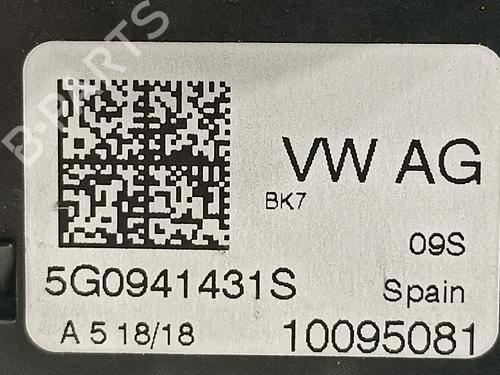 B-PARTS
VW AG
BK7
09S
5G0941431S
Spain
A 5 18/18
10095081